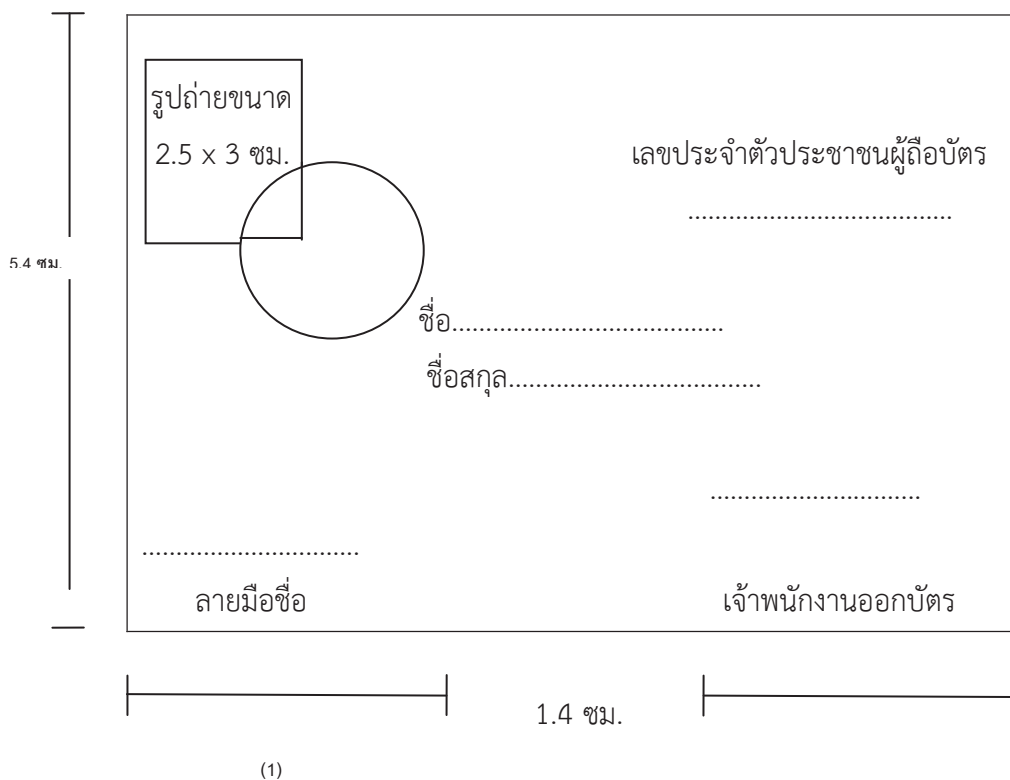 รูปถ่ายขนาด
2.5 x 3 ซม.
เลขประจำตัวประชาชนผู้ถือบัตร
.......................................
5.4 ซม.
ชื่อ........................................
ชื่อสกุล.....................................
...............................
................................
ลายมือชื่อ
เจ้าพนักงานออกบัตร
1.4 ซม.
(1)